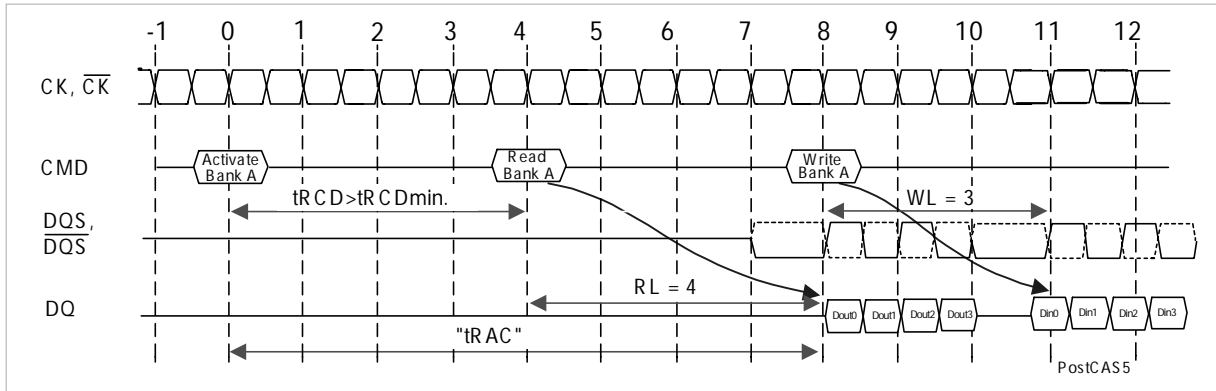 -1 0 1 2 3 4 5 6 7 8 9 10 11 12
CK, CK
CMD
Activate
Bank A
Read
Bank A
Write
Bank A
tRCD>tRCDmin.
WL = 3
DQS,
DQS
RL = 4
DQ
Dout0 Dout1 Dout2 Dout3
Din0 Din1 Din2 Din3
"tRAC"
PostCAS5